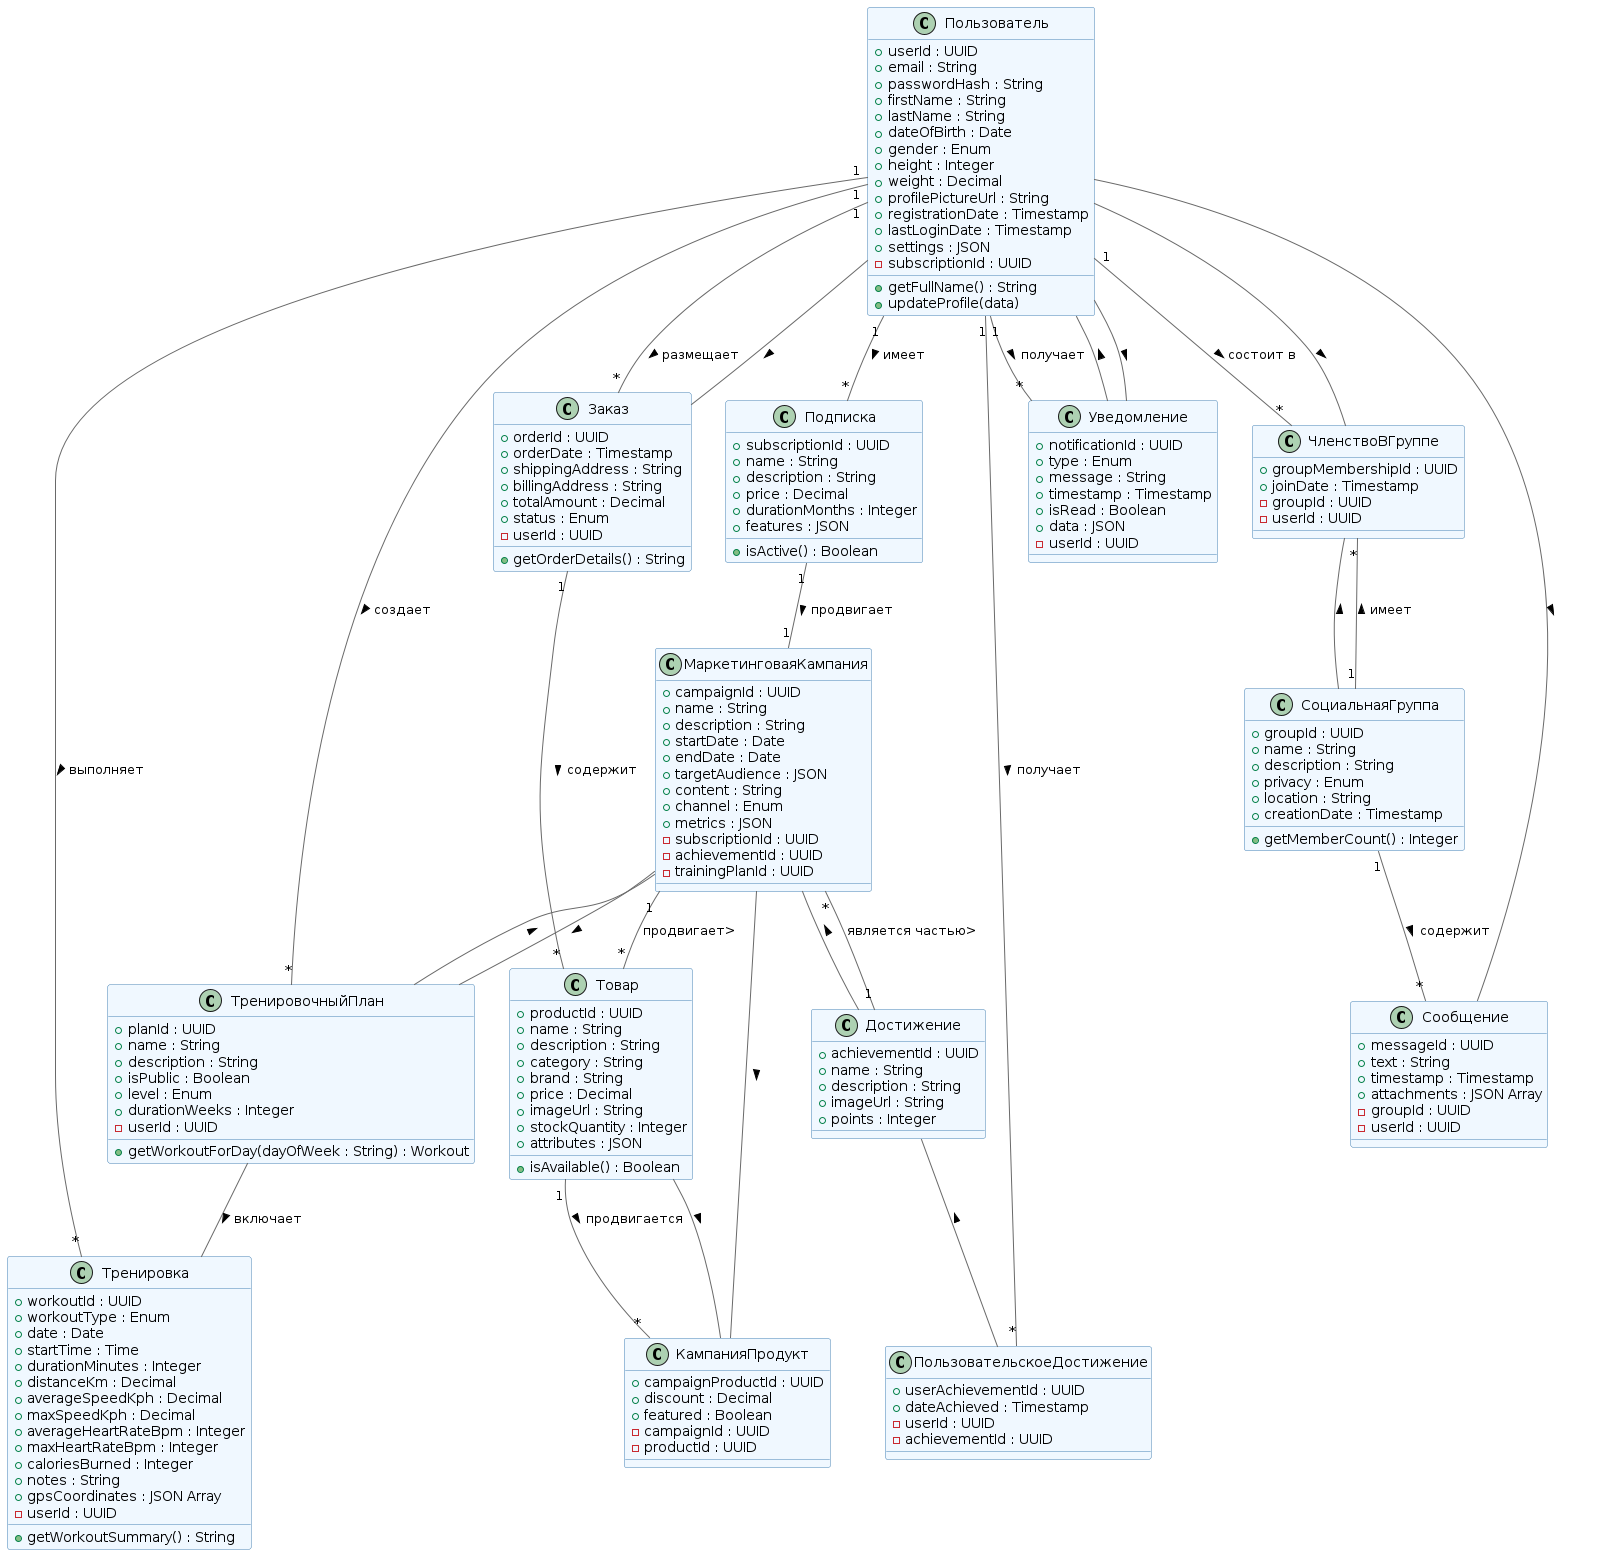 C Пользователь
userId : UUID
email : String
passwordHash : String
firstName : String
lastName : String
dateOfBirth : Date
gender : Enum
height : Integer
weight : Decimal
profilePictureUrl : String
registrationDate : Timestamp
lastLoginDate : Timestamp
settings : JSON
subscriptionId : UUID
getFullName() : String
updateProfile(data)
1
1
1
1
1
1 1
размещает
имеет
получает
состоит в
*
*
*
*
C Заказ
orderId : UUID
orderDate : Timestamp
shippingAddress : String
billingAddress : String
totalAmount : Decimal
status : Enum
userId : UUID
getOrderDetails() : String
C Подписка
subscriptionId : UUID
name : String
description : String
price : Decimal
durationMonths : Integer
features : JSON
isActive() : Boolean
C Уведомление
notificationId : UUID
type : Enum
message : String
timestamp : Timestamp
isRead : Boolean
data : JSON
userId : UUID
C ЧленствоВГруппе
groupMembershipId : UUID
joinDate : Timestamp
groupId : UUID
userId : UUID
1
1
*
создает
продвигает
имеет
1
1
C МаркетинговаяКампания
campaignId : UUID
name : String
description : String
startDate : Date
endDate : Date
targetAudience : JSON
content : String
channel : Enum
metrics : JSON
subscriptionId : UUID
achievementId : UUID
trainingPlanId : UUID
C СоциальнаяГруппа
groupId : UUID
name : String
description : String
privacy : Enum
location : String
creationDate : Timestamp
getMemberCount() : Integer
выполняет
содержит
получает
1
*
1
продвигает>
является частью>
содержит
*
*
*
1
*
C ТренировочныйПлан
planId : UUID
name : String
description : String
isPublic : Boolean
level : Enum
durationWeeks : Integer
userId : UUID
getWorkoutForDay(dayOfWeek : String) : Workout
C Товар
productId : UUID
name : String
description : String
category : String
brand : String
price : Decimal
imageUrl : String
stockQuantity : Integer
attributes : JSON
isAvailable() : Boolean
C Достижение
achievementId : UUID
name : String
description : String
imageUrl : String
points : Integer
C Сообщение
messageId : UUID
text : String
timestamp : Timestamp
attachments : JSON Array
groupId : UUID
userId : UUID
1
включает
продвигается
*
*
*
C Тренировка
workoutId : UUID
workoutType : Enum
date : Date
startTime : Time
durationMinutes : Integer
distanceKm : Decimal
averageSpeedKph : Decimal
maxSpeedKph : Decimal
averageHeartRateBpm : Integer
maxHeartRateBpm : Integer
caloriesBurned : Integer
notes : String
gpsCoordinates : JSON Array
userId : UUID
getWorkoutSummary() : String
C КампанияПродукт
campaignProductId : UUID
discount : Decimal
featured : Boolean
campaignId : UUID
productId : UUID
C ПользовательскоеДостижение
userAchievementId : UUID
dateAchieved : Timestamp
userId : UUID
achievementId : UUID